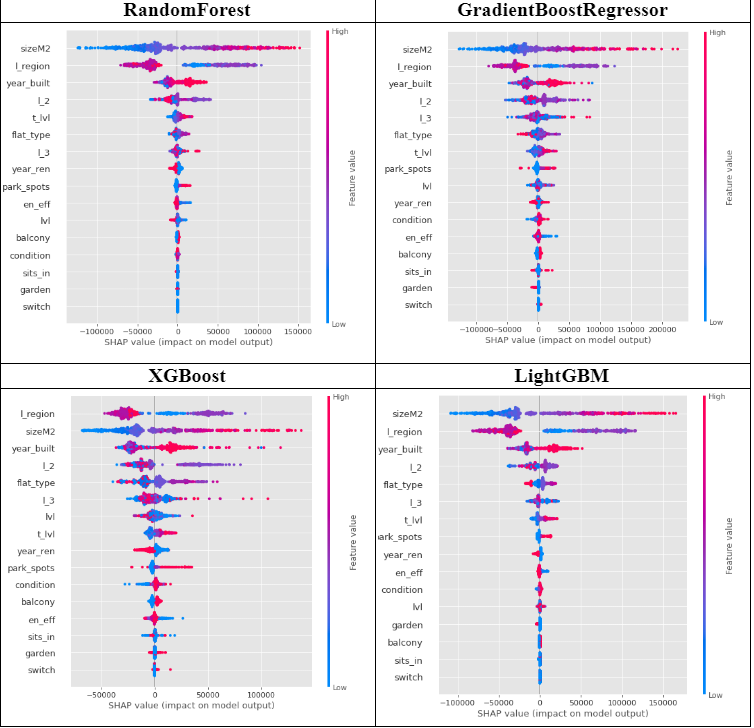 RandomForest
High
sizeM2
l_region
year_built
l_2
t_lvl
flat_type
l_3
year_ren
park_spots
en_eff
lvl
balcony
condition
sits_in
garden
switch
Feature value
Low
−100000 −50000 0 50000 100000 150000
SHAP value (impact on model output)
GradientBoostRegressor
High
sizeM2
l_region
year_built
l_2
l_3
flat_type
t_lvl
park_spots
lvl
year_ren
condition
en_eff
balcony
sits_in
garden
switch
Feature value
Low
−100000 −50000 0 50000 100000 150000 200000
SHAP value (impact on model output)
XGBoost
High
l_region
sizeM2
year_built
l_2
flat_type
l_3
lvl
t_lvl
year_ren
park_spots
condition
balcony
en_eff
sits_in
garden
switch
Feature value
Low
−50000 0 50000 100000
SHAP value (impact on model output)
LightGBM
High
sizeM2
l_region
year_built
l_2
flat_type
l_3
t_lvl
ark_spots
year_ren
en_eff
condition
lvl
garden
balcony
sits_in
switch
Feature value
Low
−100000 −50000 0 50000 100000 150000
SHAP value (impact on model output)